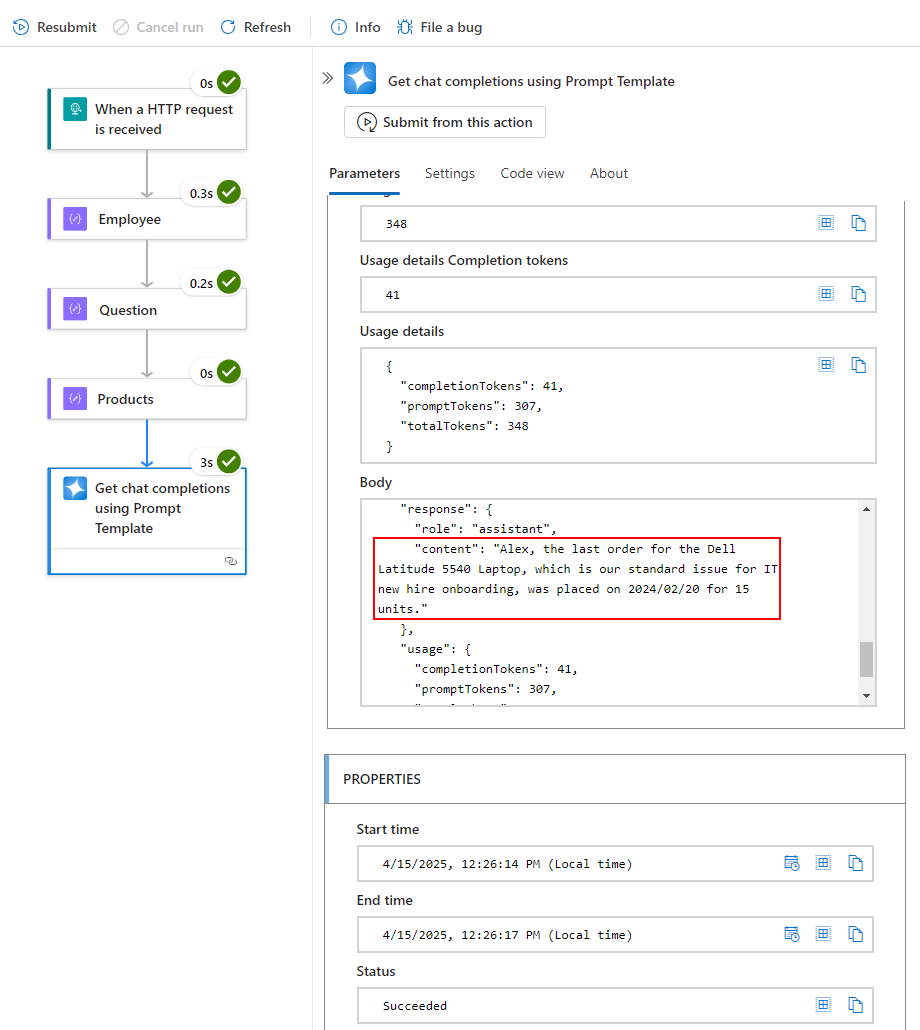 Resubmit
Cancel run
Refresh
Info
File a bug
0s
When a HTTP request
is received
0.3s
Employee
0.2s
Question
0s
Products
3s
Get chat completions
using Prompt
Template
Get chat completions using Prompt Template
Submit from this action
Parameters
Settings
Code view
About
348
Usage details Completion tokens
41
Usage details
{
"completionTokens": 41,
"promptTokens": 307,
"totalTokens": 348
}
Body
"response": {
"role": "assistant",
"content": "Alex, the last order for the Dell
Latitude 5540 Laptop, which is our standard issue for IT
new hire onboarding, was placed on 2024/02/20 for 15
units."
},
"usage": {
"completionTokens": 41,
"promptTokens": 307,
PROPERTIES
Start time
4/15/2025, 12:26:14 PM (Local time)
End time
4/15/2025, 12:26:17 PM (Local time)
Status
Succeeded